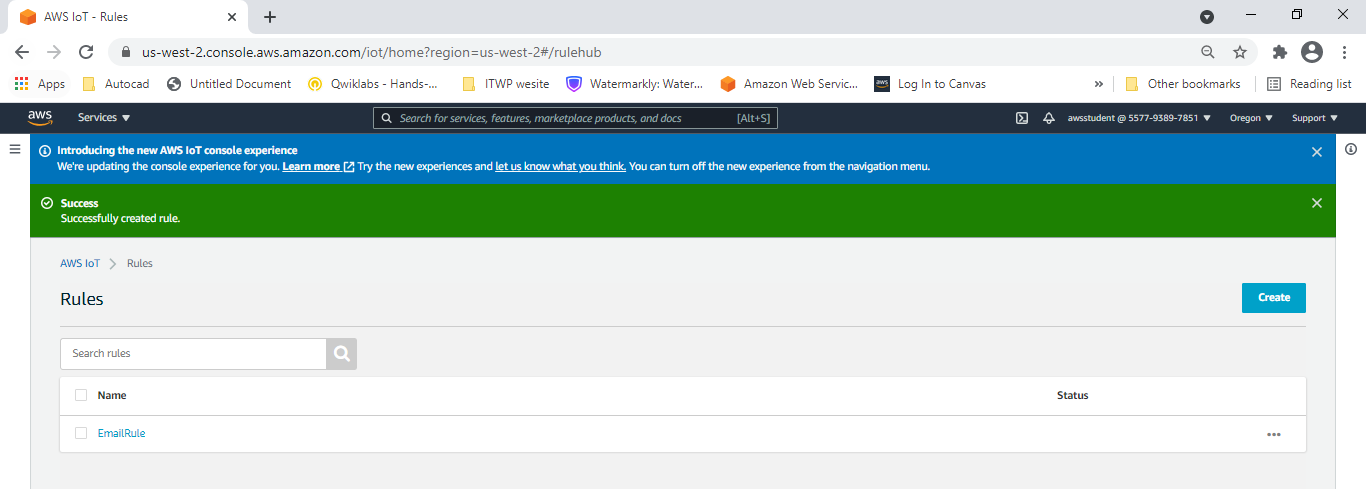 AWS IoT - Rules
us-west-2.console.aws.amazon.com/iot/home?region=us-west-2#/rulehub
Apps Autocad Untitled Document Qwiklabs - Hands-... ITWP wesite Watermarkly: Water... Amazon Web Servic... aws Log In to Canvas » Other bookmarks Reading list
aws Services Search for services, features, marketplace products, and docs [Alt+S] awsstudent @ 5577-9389-7851 Oregon Support
Introducing the new AWS IoT console experience
We're updating the console experience for you. Learn more Try the new experiences and let us know what you think. You can turn off the new experience from the navigation menu.
Success
Successfully created rule.
AWS IoT Rules
Rules Create
Search rules
Name Status
EmailRule